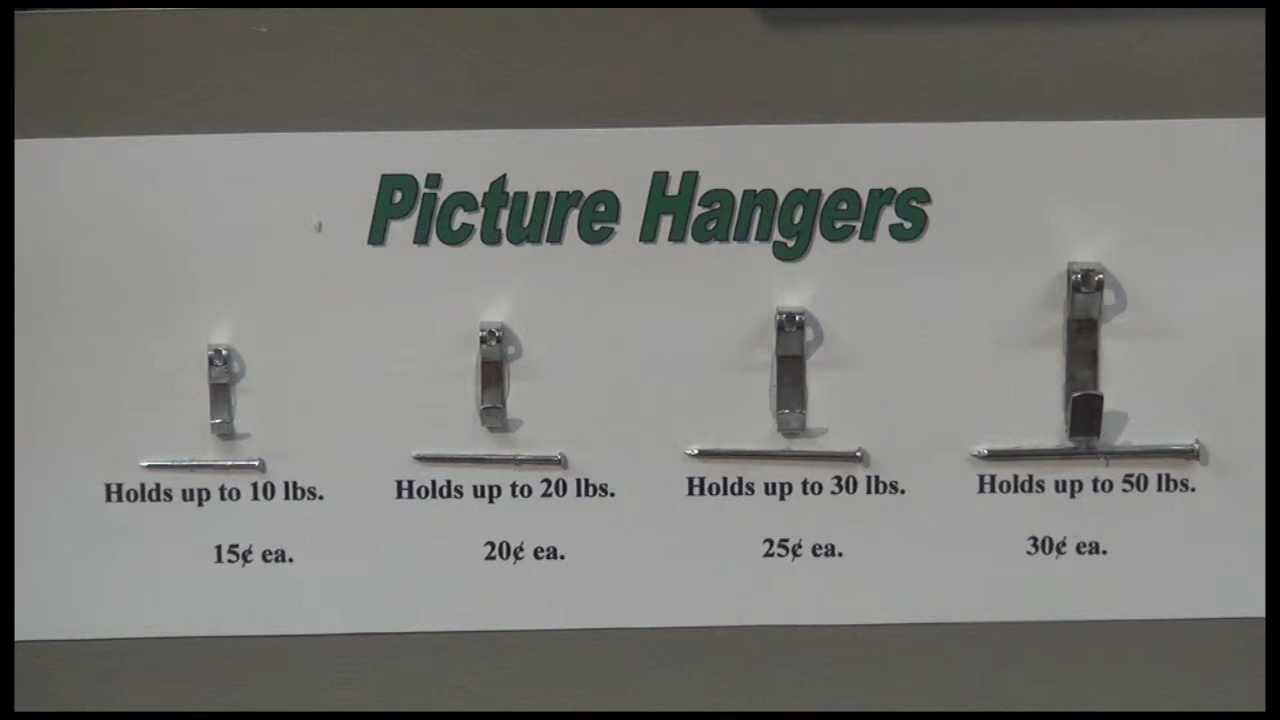 Picture Hangers
Holds up to 10 lbs. Holds up to 20 lbs. Holds up to 30 lbs. Holds up to 50 lbs.
15¢ ea. 20¢ ea. 25¢ ea. 30¢ ea.